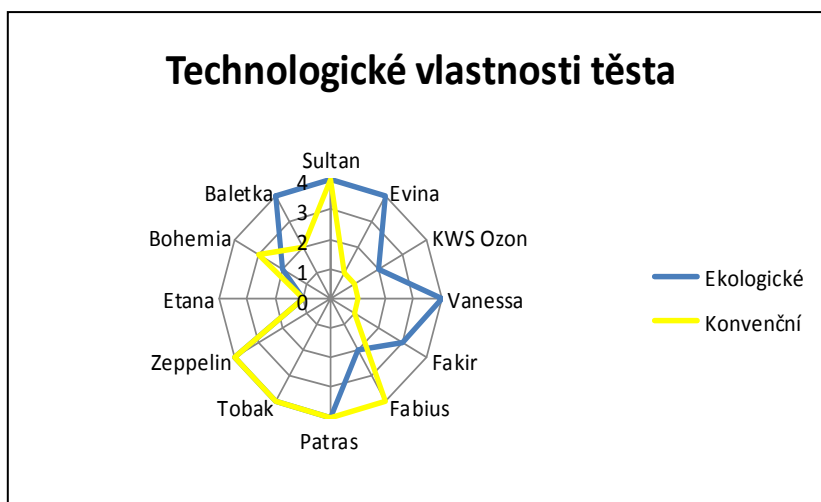 Technologické vlastnosti těsta
Sultan
Baletka
Evina
4
3
Bohemia
KWS Ozon
2
1
Etana
0
Vanessa
Zeppelin
Fakir
Tobak
Fabius
Patras
Ekologické
Konvenční